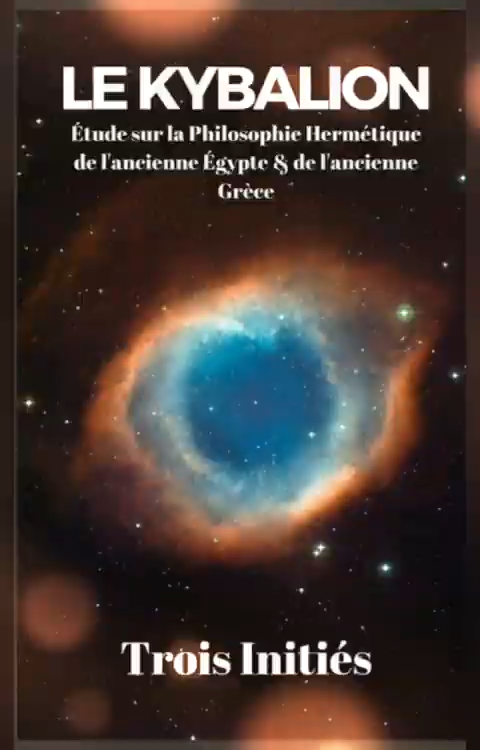 LE KYBALION
Étude sur la Philosophie Hermétique
de l'ancienne Égypte & de l'ancienne
Grèce
Trois Initiés